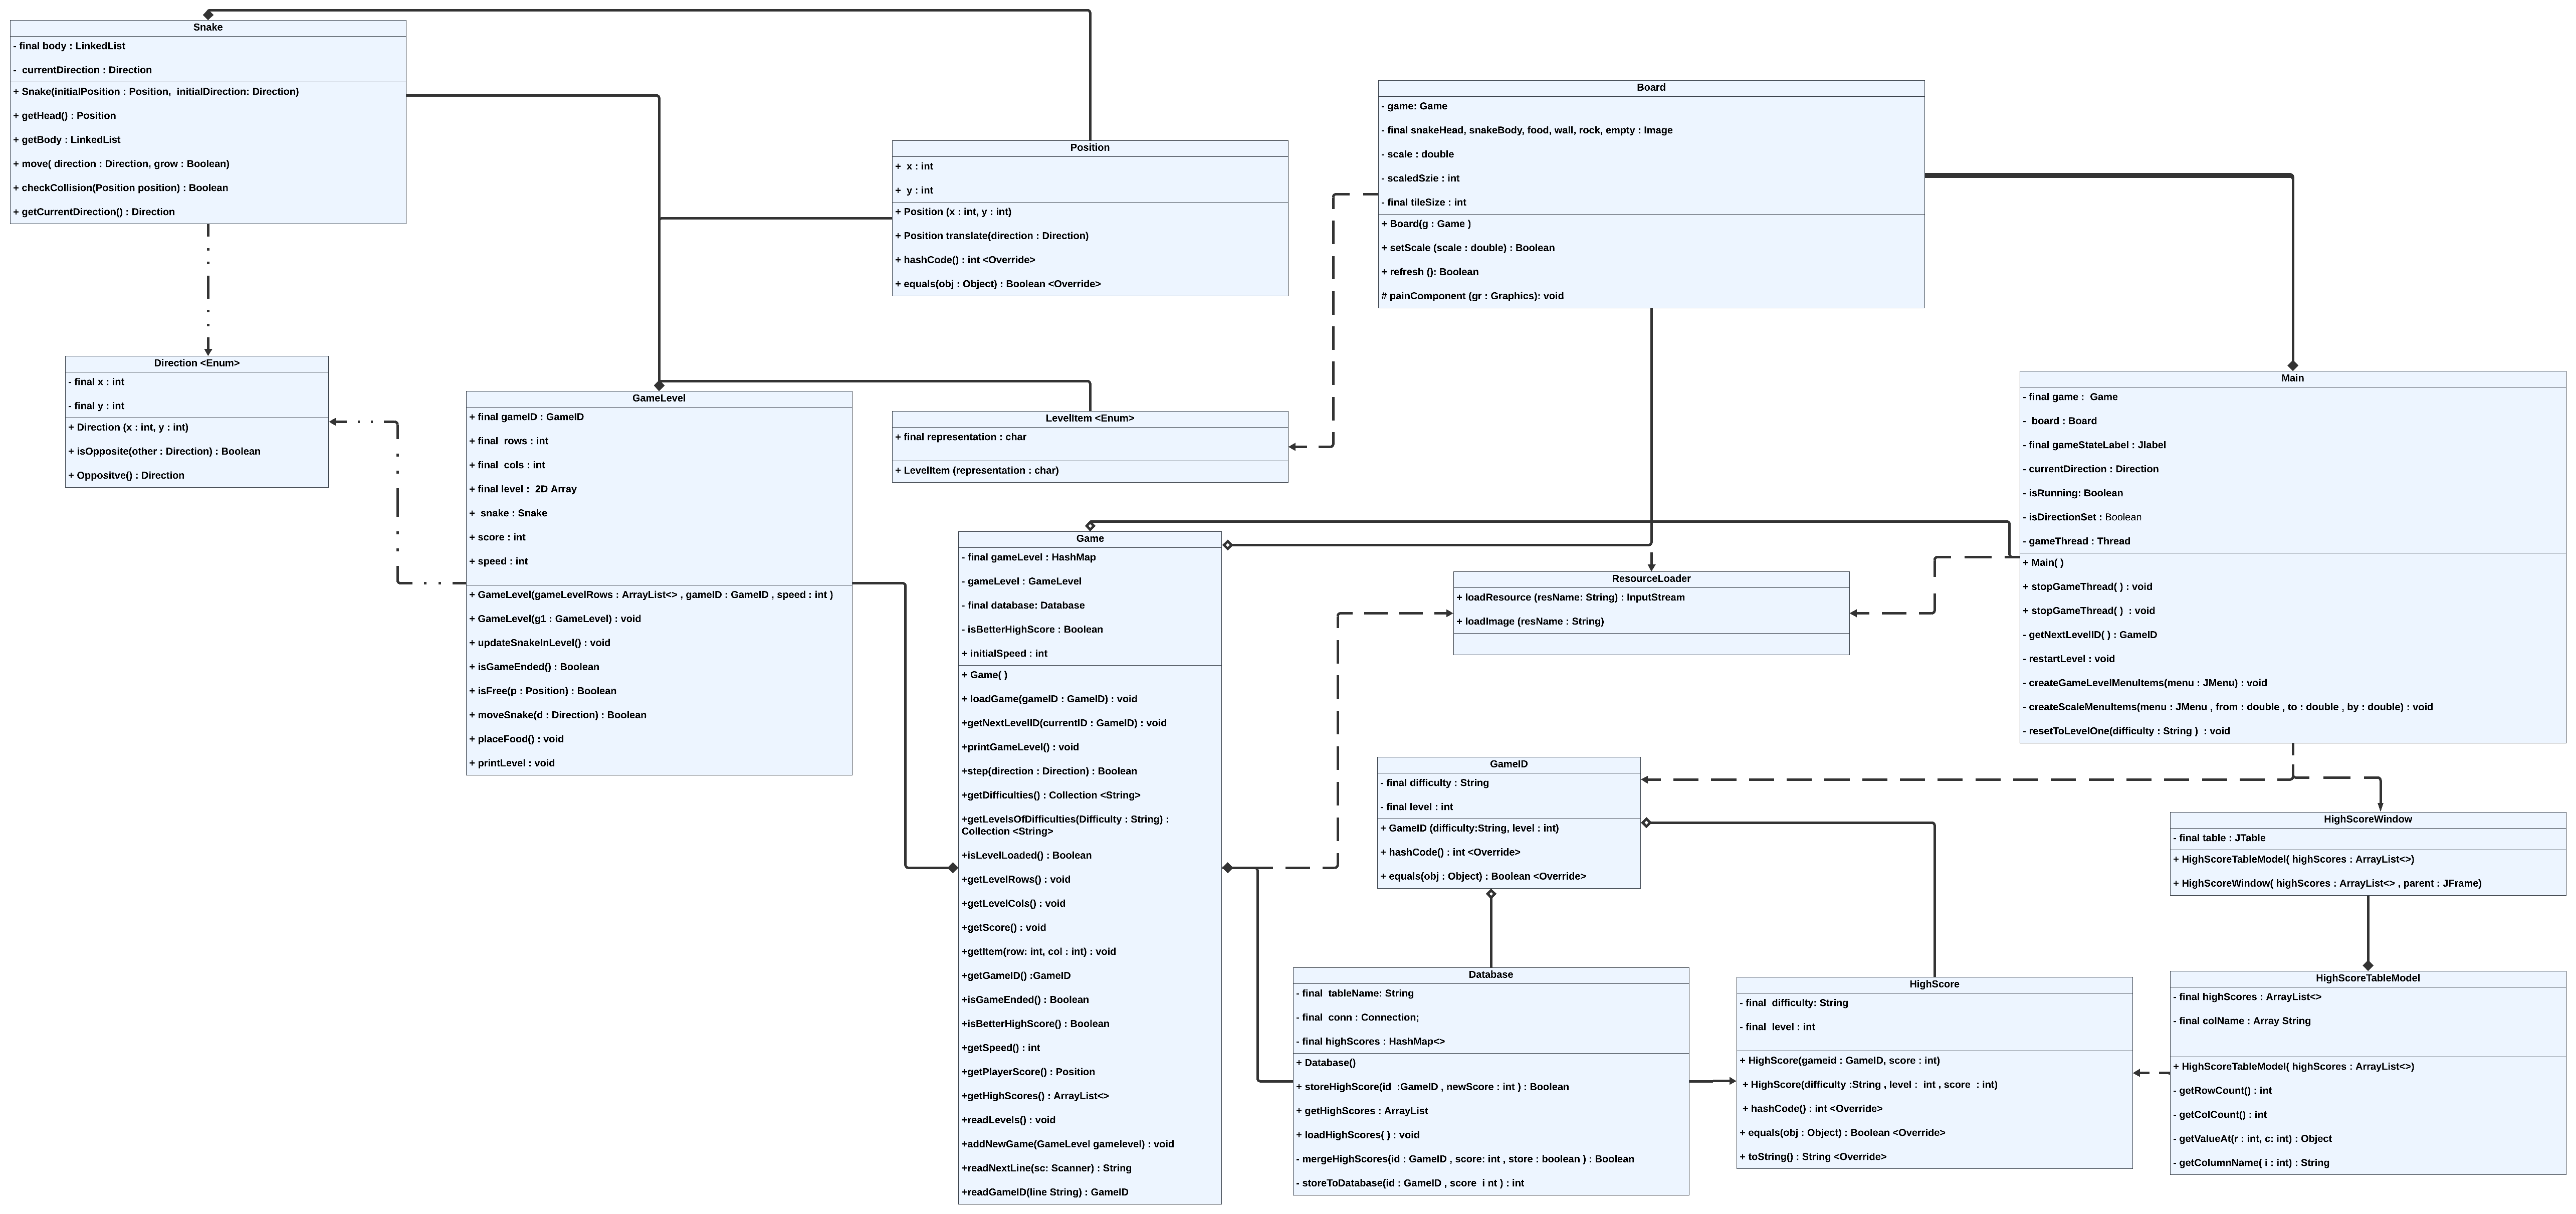 Snake
- final body : LinkedList
- currentDirection : Direction
+ Snake(initialPosition : Position, initialDirection: Direction)
+ getHead() : Position
+ getBody : LinkedList
+ move( direction : Direction, grow : Boolean)
+ checkCollision(Position position) : Boolean
+ getCurrentDirection() : Direction
Position
+ x : int
+ y : int
+ Position (x : int, y : int)
+ Position translate(direction : Direction)
+ hashCode() : int <Override>
+ equals(obj : Object) : Boolean <Override>
Board
- game: Game
- final snakeHead, snakeBody, food, wall, rock, empty : Image
- scale : double
- scaledSzie : int
- final tileSize : int
+ Board(g : Game )
+ setScale (scale : double) : Boolean
+ refresh (): Boolean
# painComponent (gr : Graphics): void
Direction <Enum>
- final x : int
- final y : int
+ Direction (x : int, y : int)
+ isOpposite(other : Direction) : Boolean
+ Oppositve() : Direction
GameLevel
+ final gameID : GameID
+ final rows : int
+ final cols : int
+ final level : 2D Array
+ snake : Snake
+ score : int
+ speed : int
+ GameLevel(gameLevelRows : ArrayList<> , gameID : GameID , speed : int )
+ GameLevel(g1 : GameLevel) : void
+ updateSnakeInLevel() : void
+ isGameEnded() : Boolean
+ isFree(p : Position) : Boolean
+ moveSnake(d : Direction) : Boolean
+ placeFood() : void
+ printLevel : void
LevelItem <Enum>
+ final representation : char
+ LevelItem (representation : char)
Main
- final game : Game
- board : Board
- final gameStateLabel : Jlabel
- currentDirection : Direction
- isRunning: Boolean
- isDirectionSet : Boolean
- gameThread : Thread
+ Main( )
+ stopGameThread( ) : void
+ stopGameThread( ) : void
- getNextLevelID( ) : GameID
- restartLevel : void
- createGameLevelMenuItems(menu : JMenu) : void
- createScaleMenuItems(menu : JMenu , from : double , to : double , by : double) : void
- resetToLevelOne(difficulty : String ) : void
Game
- final gameLevel : HashMap
- gameLevel : GameLevel
- final database: Database
- isBetterHighScore : Boolean
+ initialSpeed : int
+ Game( )
+ loadGame(gameID : GameID) : void
+getNextLevelID(currentID : GameID) : void
+printGameLevel() : void
+step(direction : Direction) : Boolean
+getDifficulties() : Collection <String>
+getLevelsOfDifficulties(Difficulty : String) :
Collection <String>
+isLevelLoaded() : Boolean
+getLevelRows() : void
+getLevelCols() : void
+getScore() : void
+getItem(row: int, col : int) : void
+getGameID() :GameID
+isGameEnded() : Boolean
+isBetterHighScore() : Boolean
+getSpeed() : int
+getPlayerScore() : Position
+getHighScores() : ArrayList<>
+readLevels() : void
+addNewGame(GameLevel gamelevel) : void
+readNextLine(sc: Scanner) : String
+readGameID(line String) : GameID
ResourceLoader
+ loadResource (resName: String) : InputStream
+ loadImage (resName : String)
GameID
- final difficulty : String
- final level : int
+ GameID (difficulty:String, level : int)
+ hashCode() : int <Override>
+ equals(obj : Object) : Boolean <Override>
HighScoreWindow
- final table : JTable
+ HighScoreTableModel( highScores : ArrayList<>)
+ HighScoreWindow( highScores : ArrayList<> , parent : JFrame)
Database
- final tableName: String
- final conn : Connection;
- final highScores : HashMap<>
+ Database()
+ storeHighScore(id :GameID , newScore : int ) : Boolean
+ getHighScores : ArrayList
+ loadHighScores( ) : void
- mergeHighScores(id : GameID , score: int , store : boolean ) : Boolean
- storeToDatabase(id : GameID , score i nt ) : int
HighScore
- final difficulty: String
- final level : int
+ HighScore(gameid : GameID, score : int)
+ HighScore(difficulty :String , level : int , score : int)
+ hashCode() : int <Override>
+ equals(obj : Object) : Boolean <Override>
+ toString() : String <Override>
HighScoreTableModel
- final highScores : ArrayList<>
- final colName : Array String
+ HighScoreTableModel( highScores : ArrayList<>)
- getRowCount() : int
- getColCount() : int
- getValueAt(r : int, c: int) : Object
- getColumnName( i : int) : String